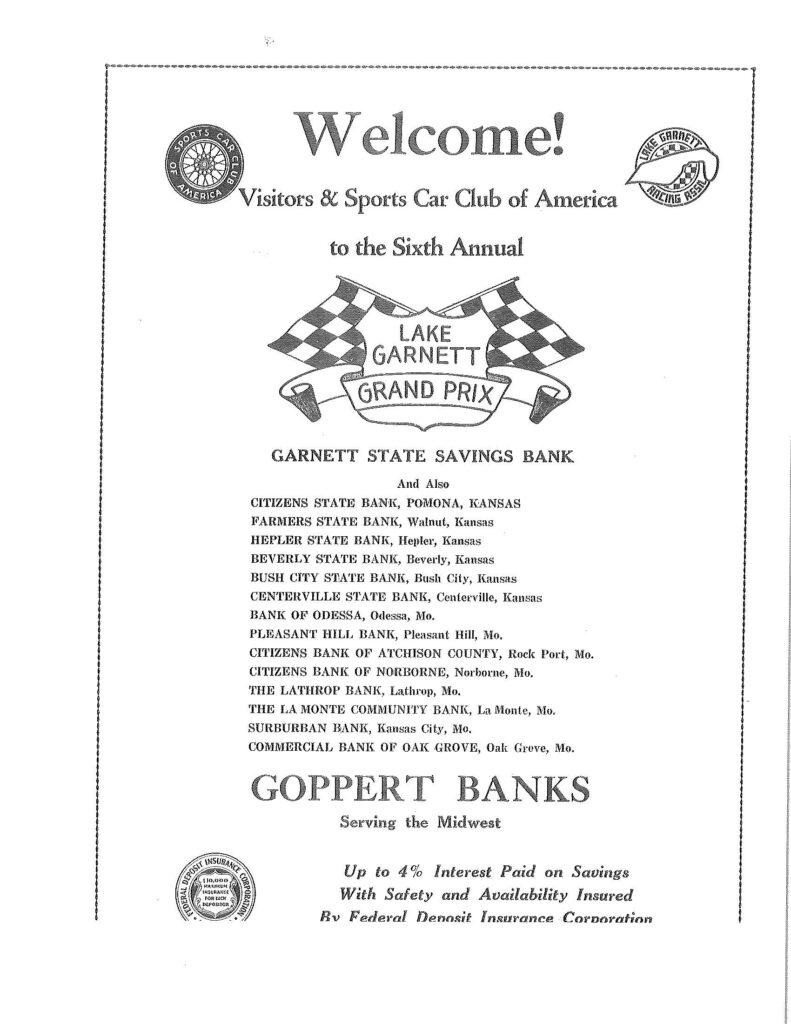 Welcome!
SPORTS CAR CLUB OF AMERICA
LAKE GARNETT RACING ASSN.
Visitors & Sports Car Club of America
to the Sixth Annual
LAKE
GARNETT
GRAND PRIX
GARNETT STATE SAVINGS BANK
And Also
CITIZENS STATE BANK, POMONA, KANSAS
FARMERS STATE BANK, Walnut, Kansas
HEPLER STATE BANK, Hepler, Kansas
BEVERLY STATE BANK, Beverly, Kansas
BUSH CITY STATE BANK, Bush City, Kansas
CENTERVILLE STATE BANK, Centerville, Kansas
BANK OF ODESSA, Odessa, Mo.
PLEASANT HILL BANK, Pleasant Hill, Mo.
CITIZENS BANK OF ATCHISON COUNTY, Rock Port, Mo.
CITIZENS BANK OF NORBORNE, Norborne, Mo.
THE LATHROP BANK, Lathrop, Mo.
THE LA MONTE COMMUNITY BANK, La Monte, Mo.
SURBURBAN BANK, Kansas City, Mo.
COMMERCIAL BANK OF OAK GROVE, Oak Grove, Mo.
GOPPERT BANKS
Serving the Midwest
FEDERAL DEPOSIT INSURANCE CORPORATION
$10,000
MAXIMUM
INSURANCE
FOR EACH
DEPOSITOR
Up to 4% Interest Paid on Savings
With Safety and Availability Insured
By Federal Deposit Insurance Corporation